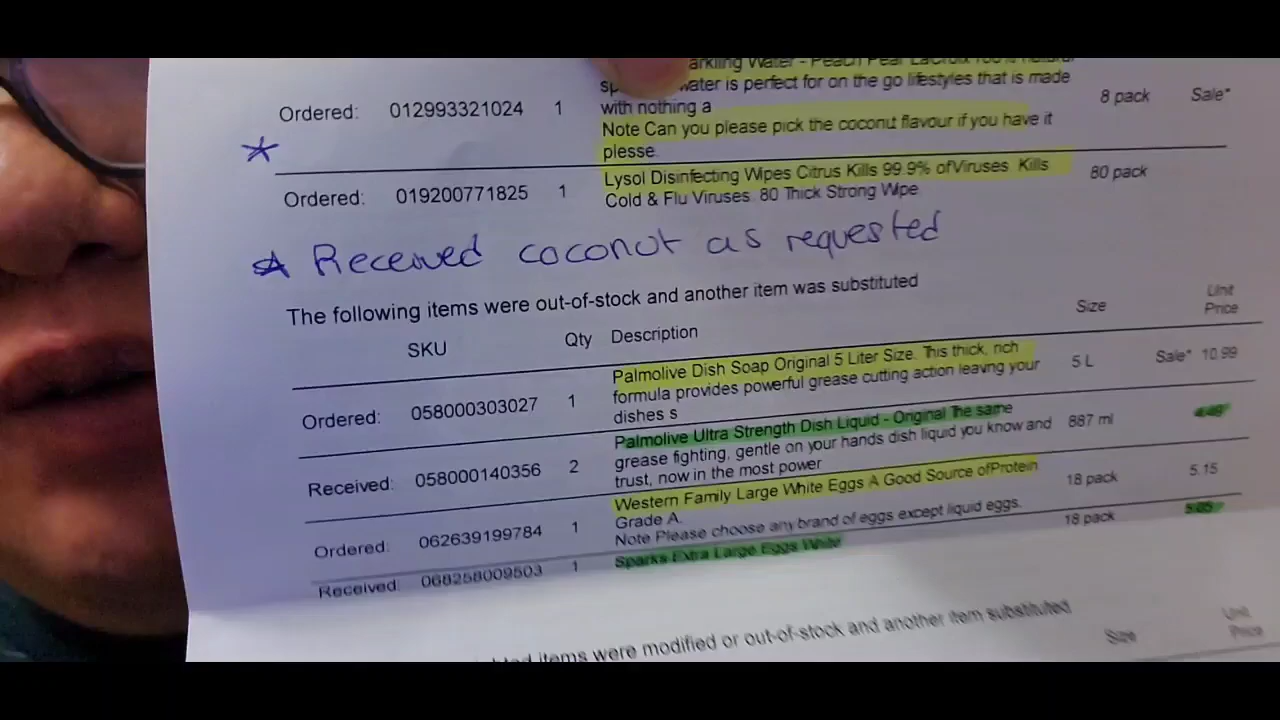 arkling Water - Peach Pear LaCroix 100% natural
sp water is perfect for on the go lifestyles that is made
Ordered: 012993321024 1 with nothing a 8 pack Sale*
Note Can you please pick the coconut flavour if you have it
plesse.
Ordered: 019200771825 1 Lysol Disinfecting Wipes Citrus Kills 99.9% ofViruses Kills 80 pack
Cold & Flu Viruses 80 Thick Strong Wipe
Received coconut as requested
The following items were out-of-stock and another item was substituted
SKU Qty Description Size Unit
Price
Ordered: 058000303027 1 Palmolive Dish Soap Original 5 Liter Size. This thick, rich 5 L Sale* 10.99
formula provides powerful grease cutting action leaving your
dishes s
Received: 058000140356 2 Palmolive Ultra Strength Dish Liquid - Original The same 887 ml
grease fighting, gentle on your hands dish liquid you know and
trust, now in the most power
Ordered: 062639199784 1 Western Family Large White Eggs A Good Source ofProtein 18 pack 5.15
Grade A.
Note Please choose any brand of eggs except liquid eggs.
Received: 068258009503 1 Sparks Extra Large Eggs White 18 pack
items were modified or out-of-stock and another item substituted
Size Unit
Price